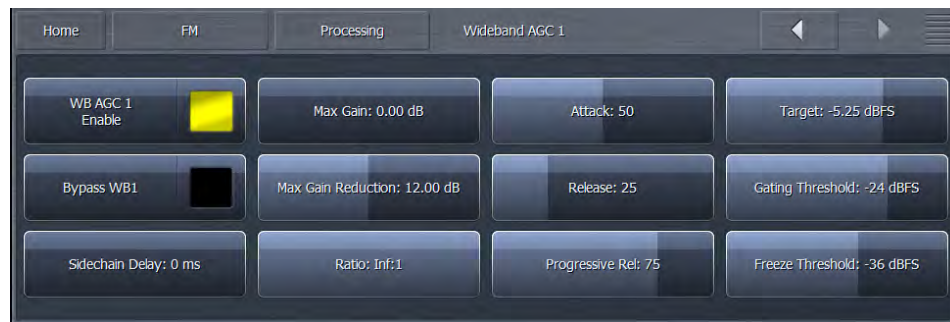 Home
FM
Processing
Wideband AGC 1
WB AGC 1
Enable
Max Gain: 0.00 dB
Attack: 50
Target: -5.25 dBFS
Bypass WB1
Max Gain Reduction: 12.00 dB
Release: 25
Gating Threshold: -24 dBFS
Sidechain Delay: 0 ms
Ratio: Inf:1
Progressive Rel: 75
Freeze Threshold: -36 dBFS